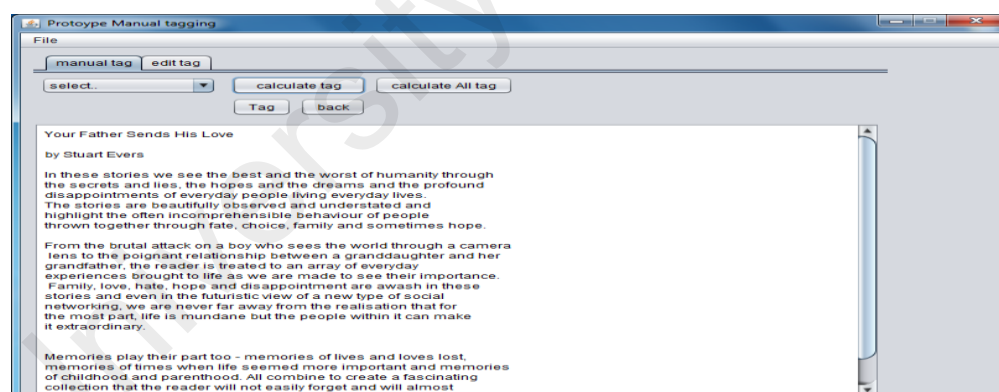 Protoype Manual tagging
File
manual tag edit tag
select.. calculate tag calculate All tag
Tag back
Your Father Sends His Love
by Stuart Evers
In these stories we see the best and the worst of humanity through
the secrets and lies, the hopes and the dreams and the profound
disappointments of everyday people living everyday lives.
The stories are beautifully observed and understated and
highlight the often incomprehensible behaviour of people
thrown together through fate, choice, family and sometimes hope.
From the brutal attack on a boy who sees the world through a camera
lens to the poignant relationship between a granddaughter and her
grandfather, the reader is treated to an array of everyday
experiences brought to life as we are made to see their importance.
Family, love, hate, hope and disappointment are awash in these
stories and even in the futuristic view of a new type of social
networking, we are never far away from the realisation that for
the most part, life is mundane but the people within it can make
it extraordinary.
Memories play their part too - memories of lives and loves lost,
memories of times when life seemed more important and memories
of childhood and parenthood. All combine to create a fascinating
collection that the reader will not easily forget and will almost
University